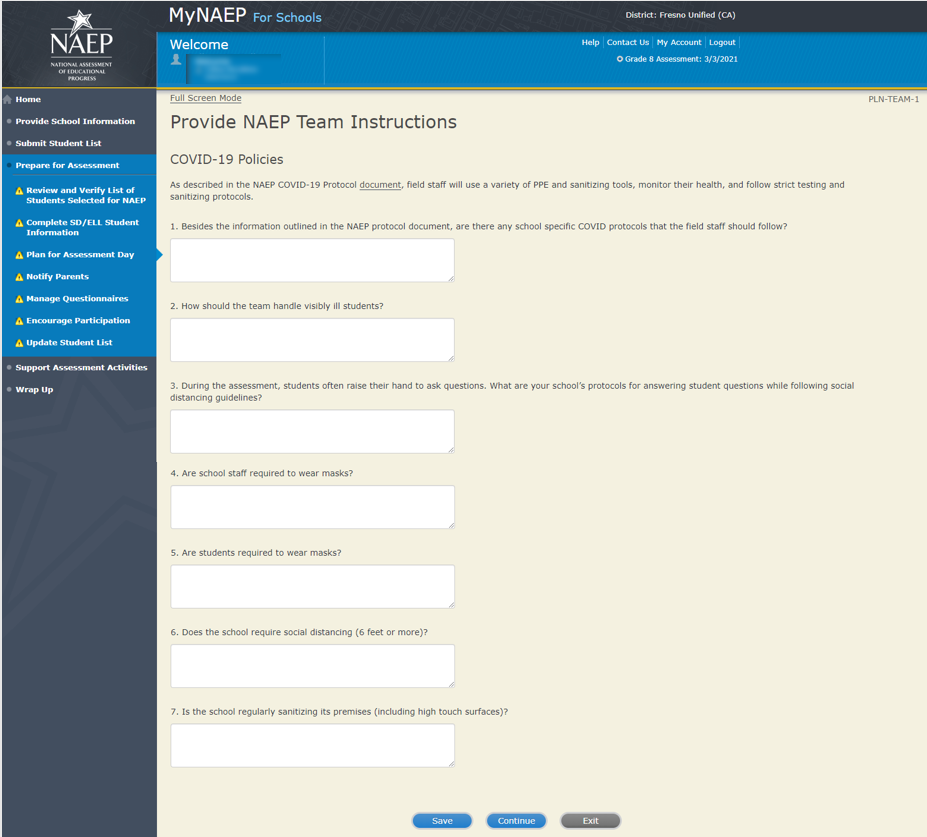 NAEP
NATIONAL ASSESSMENT
OF EDUCATIONAL
PROGRESS
MyNAEP For Schools
District: Fresno Unified (CA)
Welcome
Help Contact Us My Account Logout
Grade 8 Assessment: 3/3/2021
Home
Provide School Information
Submit Student List
Prepare for Assessment
Review and Verify List of
Students Selected for NAEP
Complete SD/ELL Student
Information
Plan for Assessment Day
Notify Parents
Manage Questionnaires
Encourage Participation
Update Student List
Support Assessment Activities
Wrap Up
Full Screen Mode
PLN-TEAM-1
Provide NAEP Team Instructions
COVID-19 Policies
As described in the NAEP COVID-19 Protocol document, field staff will use a variety of PPE and sanitizing tools, monitor their health, and follow strict testing and
sanitizing protocols.
1. Besides the information outlined in the NAEP protocol document, are there any school specific COVID protocols that the field staff should follow?
2. How should the team handle visibly ill students?
3. During the assessment, students often raise their hand to ask questions. What are your school's protocols for answering student questions while following social
distancing guidelines?
4. Are school staff required to wear masks?
5. Are students required to wear masks?
6. Does the school require social distancing (6 feet or more)?
7. Is the school regularly sanitizing its premises (including high touch surfaces)?
Save Continue Exit